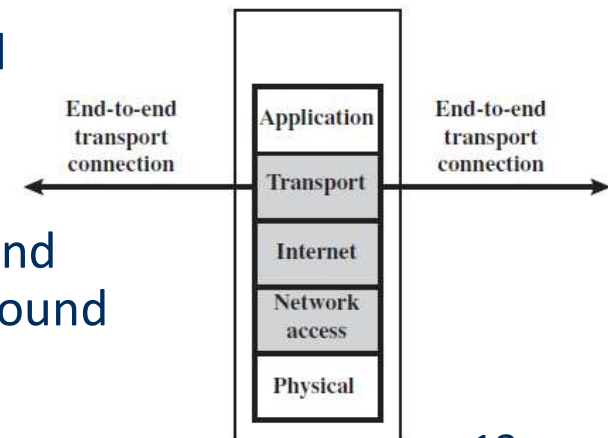 End-to-end
transport
connection
Application
Transport
Internet
Network
access
Physical
End-to-end
transport
connection
nd
ound